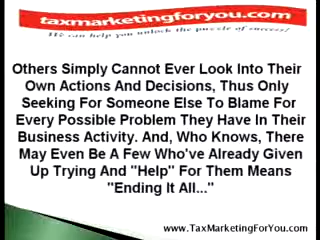 taxmarketingforyou.com
We can help you unlock the puzzle of success!
Others Simply Cannot Ever Look Into Their
Own Actions And Decisions, Thus Only
Seeking For Someone Else To Blame For
Every Possible Problem They Have In Their
Business Activity. And, Who Knows, There
May Even Be A Few Who've Already Given
Up Trying And "Help" For Them Means
"Ending It All..."
www.TaxMarketingForYou.com